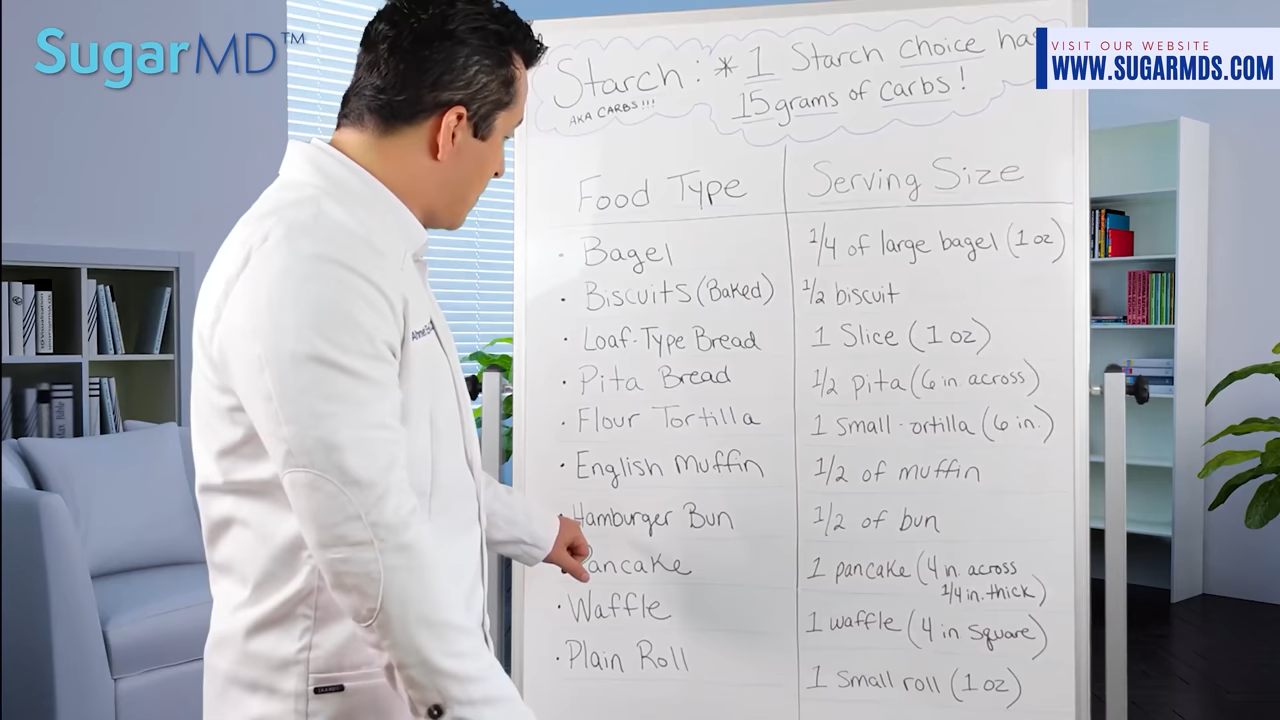 SugarMD™
VISIT OUR WEBSITE
WWW.SUGARMDS.COM
Starch: * 1 Starch choice has
AKA CARBS!!!
15 grams of carbs!
Food Type Serving Size
· Bagel 1/4 of large bagel (1 oz)
· Biscuits (Baked) 1/2 biscuit
· Loaf-Type Bread 1 Slice (1 oz)
· Pita Bread 1/2 pita (6 in across)
· Flour Tortilla 1 small -ortilla (6 in.)
· English Muffin 1/2 of muffin
· Hamburger Bun 1/2 of bun
ancake 1 pancake (4 in. across
1/4 in. thick)
· Waffle 1 waffle (4 in square)
· Plain Roll 1 small roll (1 oz)